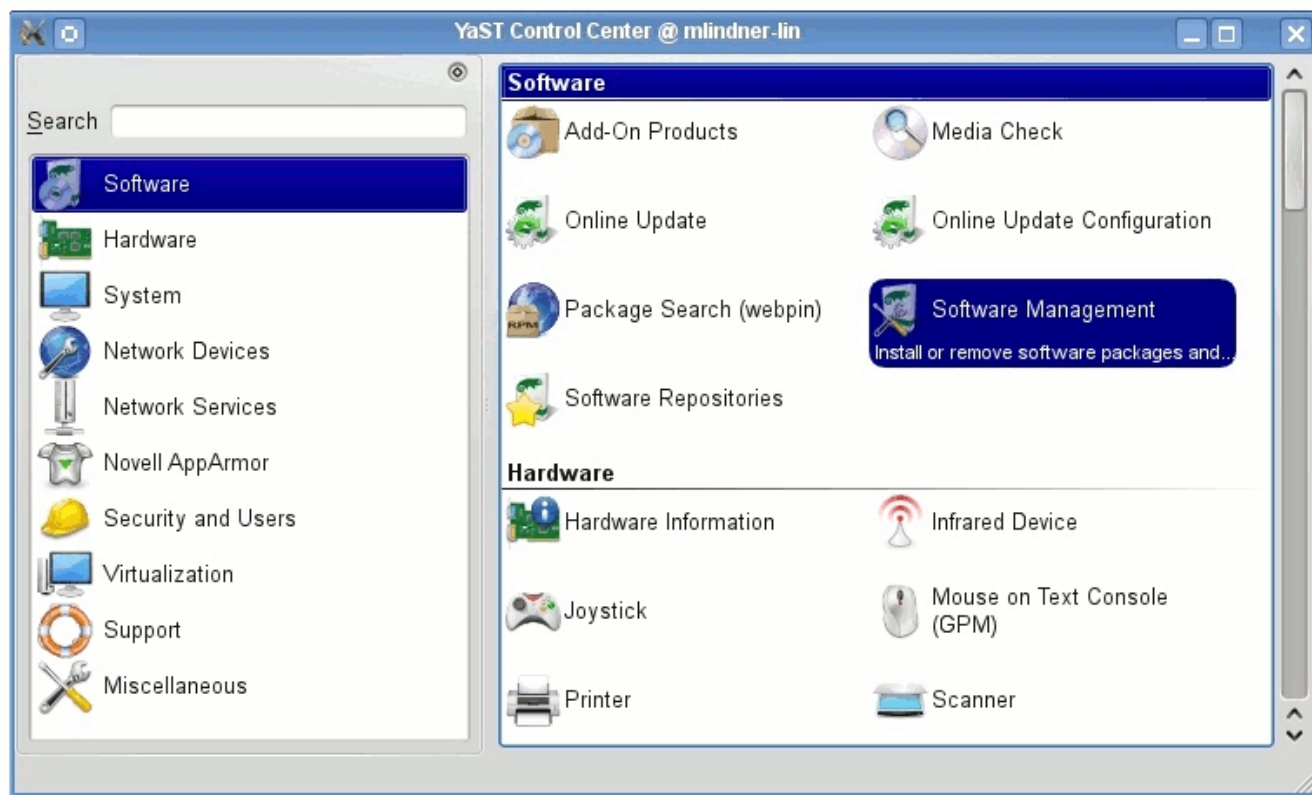 YaST Control Center @ mlindner-lin
Search
Software
Hardware
System
Network Devices
Network Services
Novell AppArmor
Security and Users
Virtualization
Support
Miscellaneous
Software
Add-On Products
Media Check
Online Update
Online Update Configuration
RPM
Package Search (webpin)
Software Management
Install or remove software packages and...
Software Repositories
Hardware
Hardware Information
Infrared Device
Joystick
Mouse on Text Console
(GPM)
Printer
Scanner